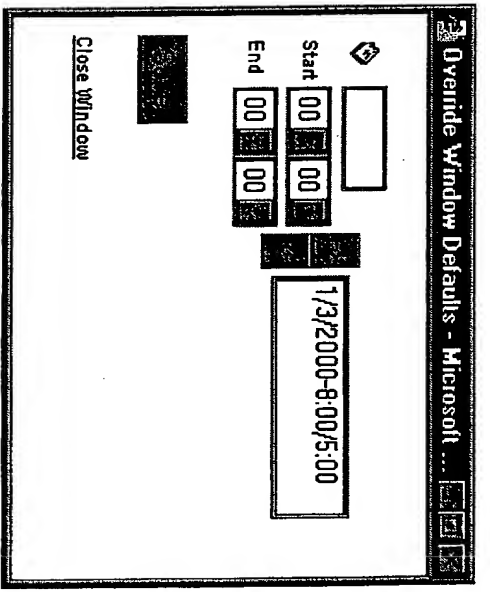 Override Window Defaults - Microsoft ...
1/3/2000-8:00/5:00
Start 00 00
End 00 00
Close Window